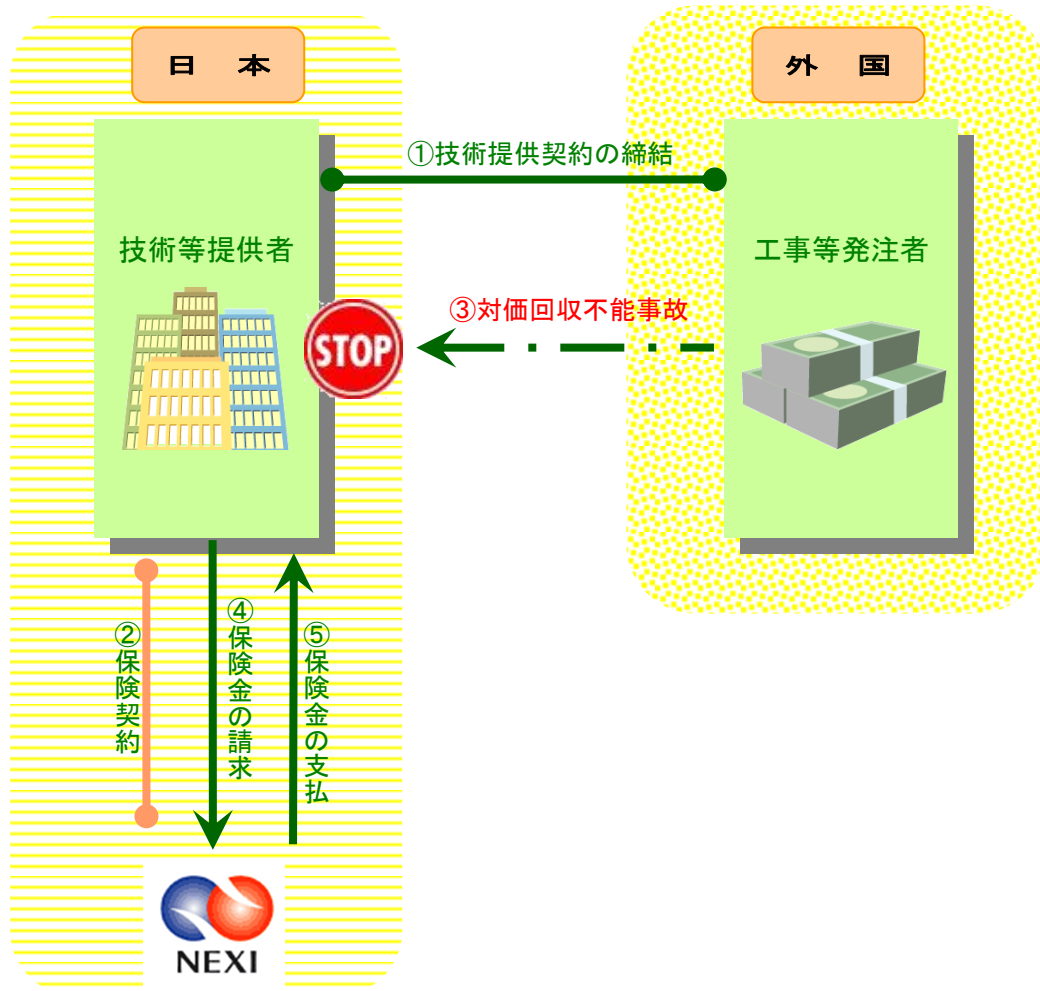 日 本
外 国
①技術提供契約の締結
技術等提供者
工事等発注者
③対価回収不能事故
STOP
②保険契約
④保険金の請求
⑤保険金の支払
NEXI